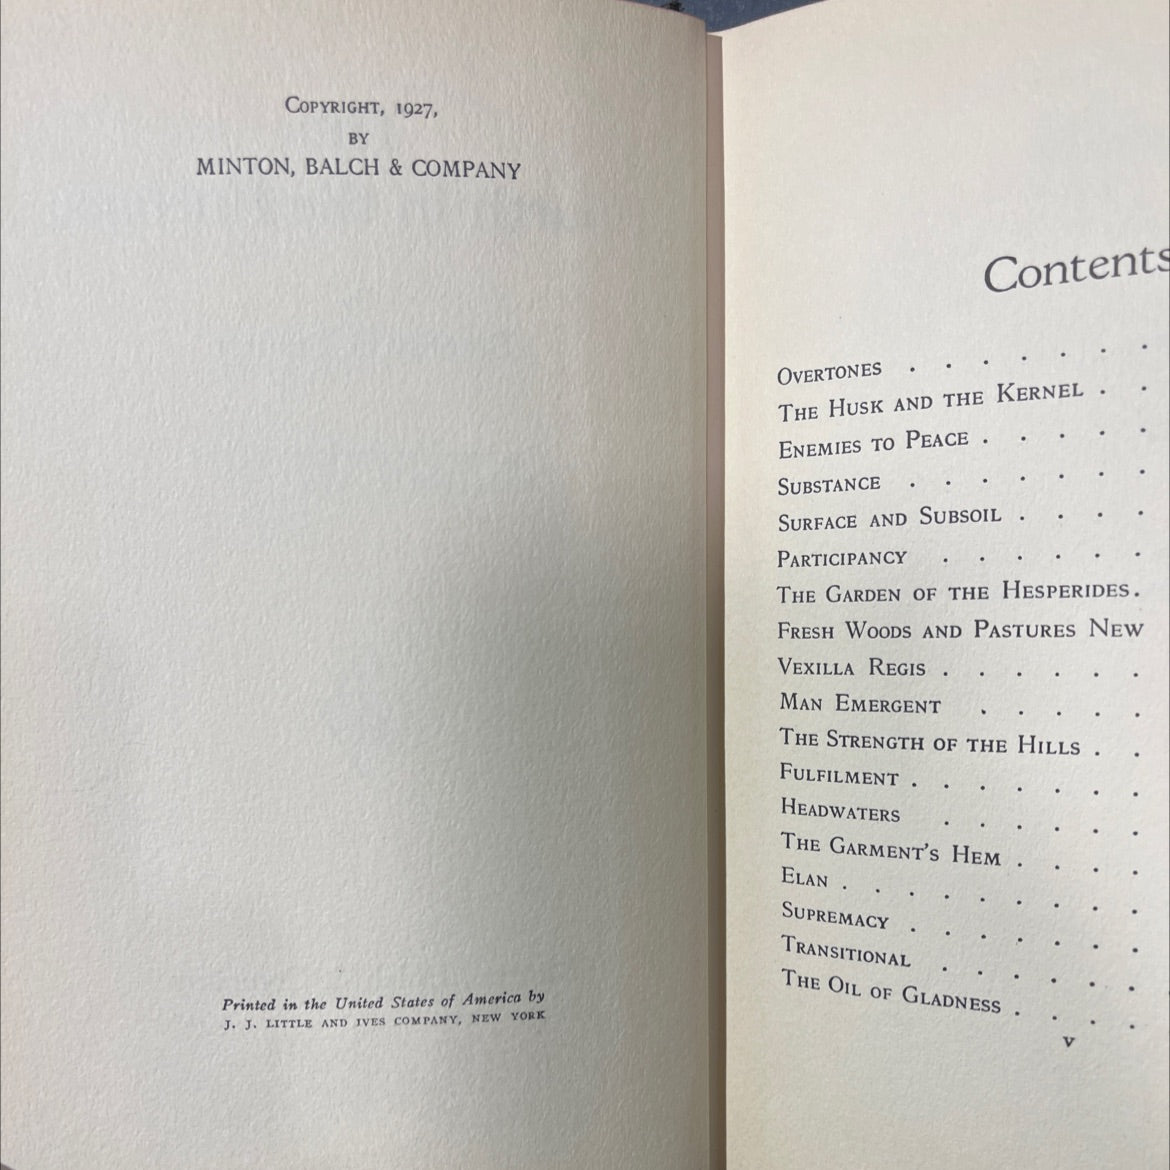 Copyright, 1927,
BY
MINTON, BALCH & COMPANY
Printed in the United States of America by
J. J. LITTLE AND IVES COMPANY, NEW YORK
Contents
Overtones . . . . . . .
The Husk and the Kernel . .
Enemies to Peace . . . . .
Substance . . . . . . .
Surface and Subsoil . . . .
Participancy . . . . . .
The Garden of the Hesperides .
Fresh Woods and Pastures New
Vexilla Regis . . . . . .
Man Emergent . . . . .
The Strength of the Hills . .
Fulfilment . . . . . . .
Headwaters . . . . . .
The Garment's Hem . . . .
Elan . . . . . . . . .
Supremacy . . . . . . .
Transitional . . . . . .
The Oil of Gladness . . . .
v